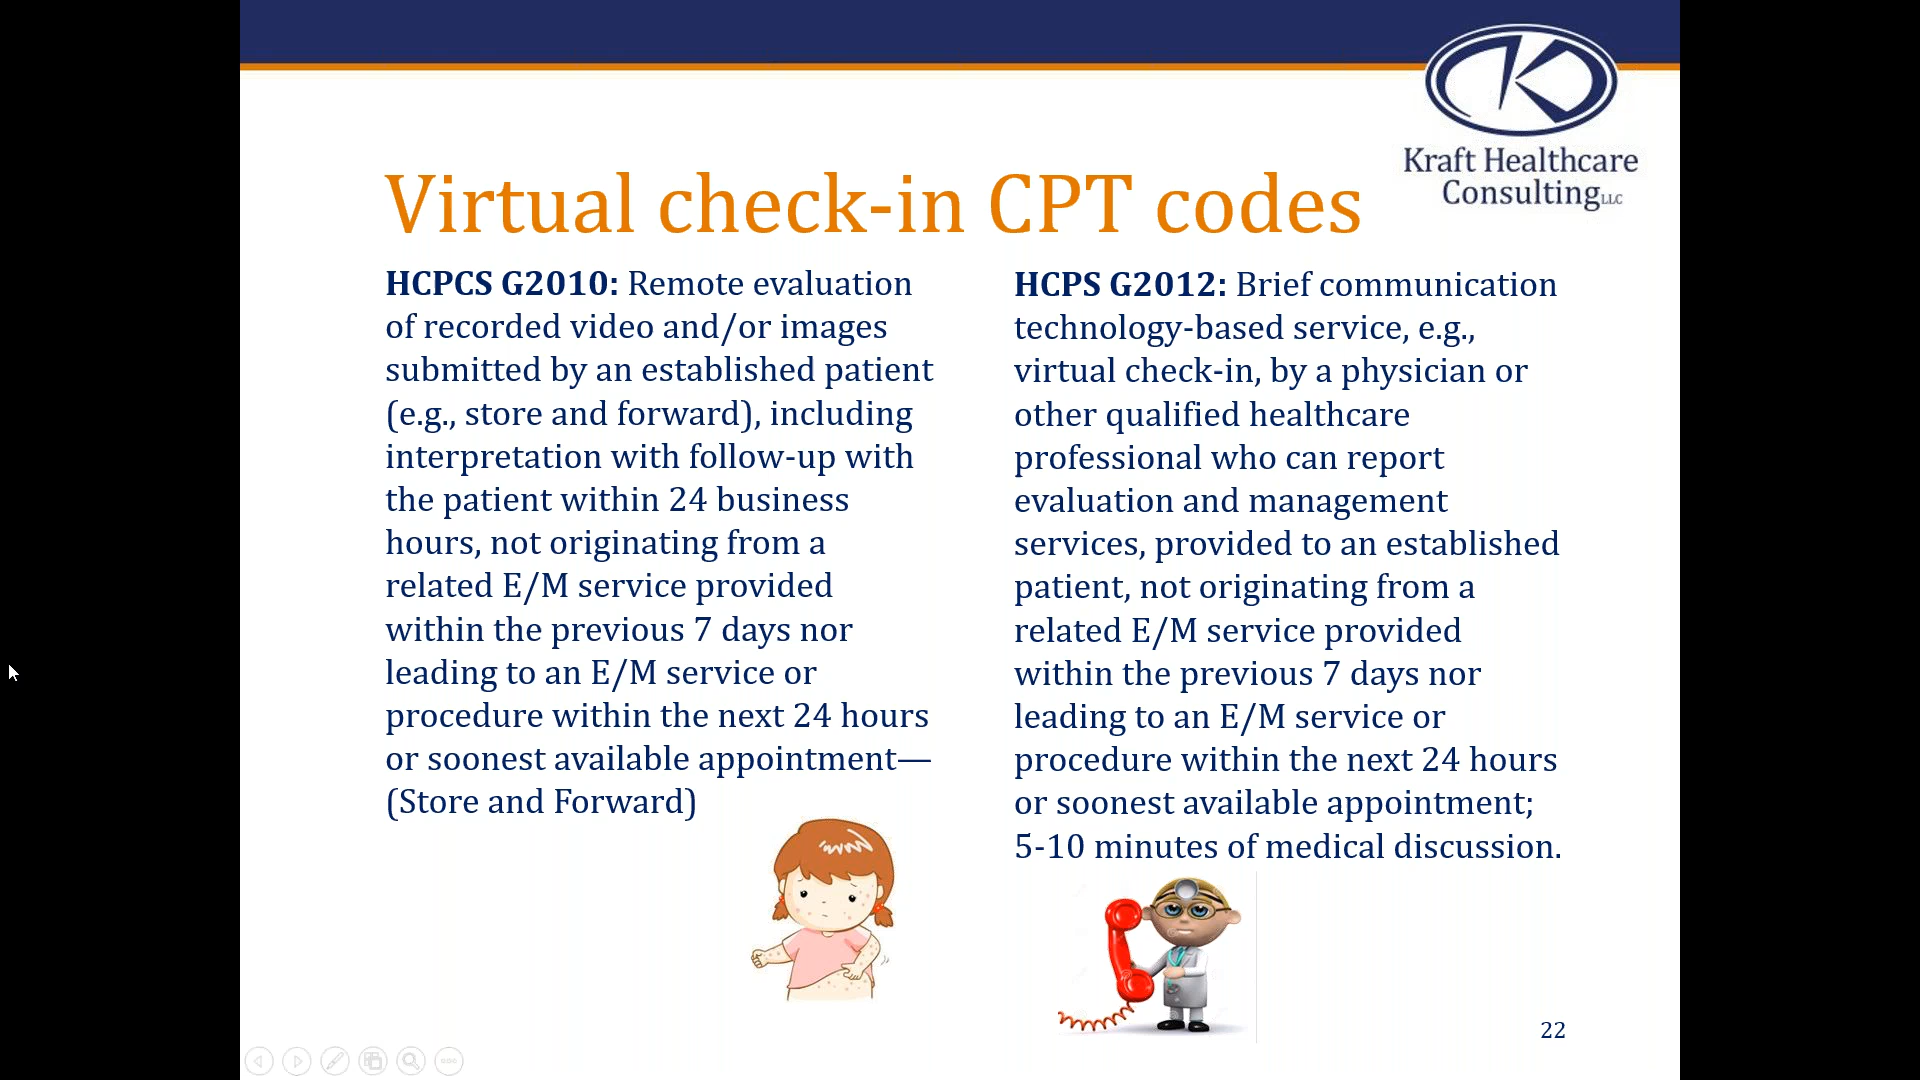 Kraft Healthcare
Consulting LLC
Virtual check-in CPT codes
HCPCS G2010: Remote evaluation
of recorded video and/or images
submitted by an established patient
(e.g., store and forward), including
interpretation with follow-up with
the patient within 24 business
hours, not originating from a
related E/M service provided
within the previous 7 days nor
leading to an E/M service or
procedure within the next 24 hours
or soonest available appointment—
(Store and Forward)
HCPS G2012: Brief communication
technology-based service, e.g.,
virtual check-in, by a physician or
other qualified healthcare
professional who can report
evaluation and management
services, provided to an established
patient, not originating from a
related E/M service provided
within the previous 7 days nor
leading to an E/M service or
procedure within the next 24 hours
or soonest available appointment;
5-10 minutes of medical discussion.
22